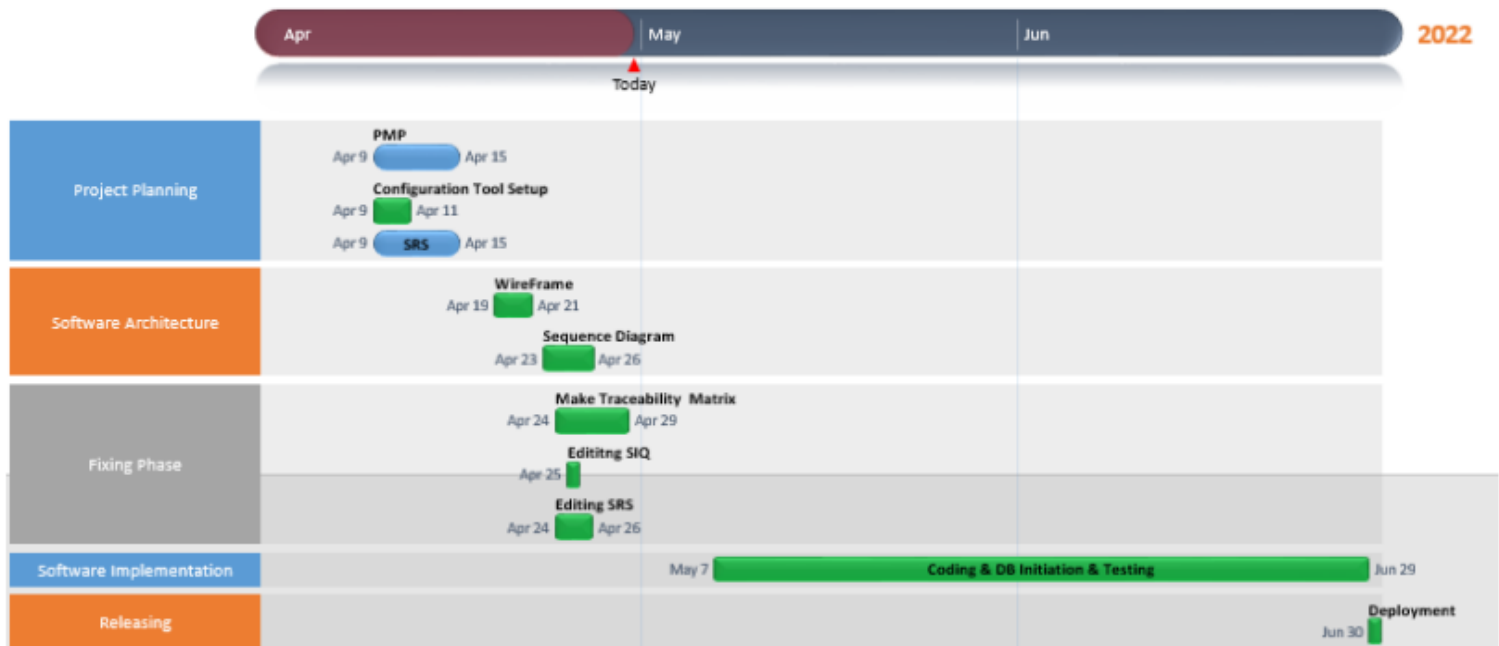 Apr May Jun 2022
Today
Project Planning
PMP
Apr 9 Apr 15
Configuration Tool Setup
Apr 9 Apr 11
Apr 9 SRS Apr 15
Software Architecture
WireFrame
Apr 19 Apr 21
Sequence Diagram
Apr 23 Apr 26
Fixing Phase
Make Traceability Matrix
Apr 24 Apr 29
Edititng SIQ
Apr 25
Editing SRS
Apr 24 Apr 26
Software Implementation
May 7 Coding & DB Initiation & Testing Jun 29
Releasing
Deployment
Jun 30